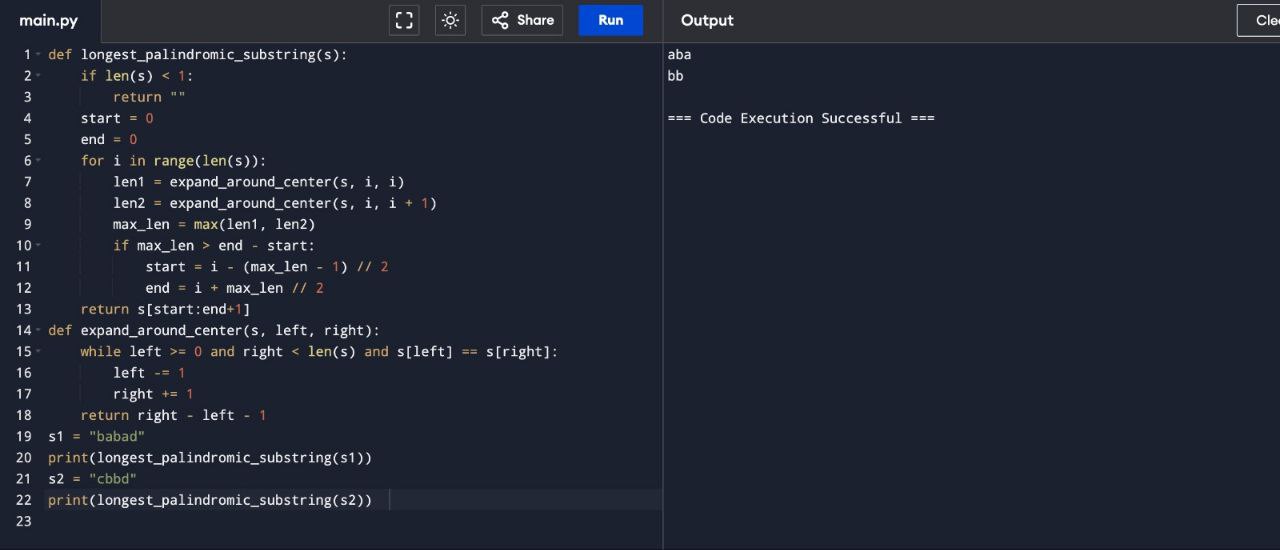 main.py
Share
Run
Output
1 def longest_palindromic_substring(s):
2     if len(s) < 1:
3         return ""
4     start = 0
5     end = 0
6     for i in range(len(s)):
7         len1 = expand_around_center(s, i, i)
8         len2 = expand_around_center(s, i, i + 1)
9         max_len = max(len1, len2)
10         if max_len > end - start:
11             start = i - (max_len - 1) // 2
12             end = i + max_len // 2
13     return s[start:end+1]
14 def expand_around_center(s, left, right):
15     while left >= 0 and right < len(s) and s[left] == s[right]:
16         left -= 1
17         right += 1
18     return right - left - 1
19 s1 = "babad"
20 print(longest_palindromic_substring(s1))
21 s2 = "cbbd"
22 print(longest_palindromic_substring(s2))
23
aba
bb
=== Code Execution Successful ===